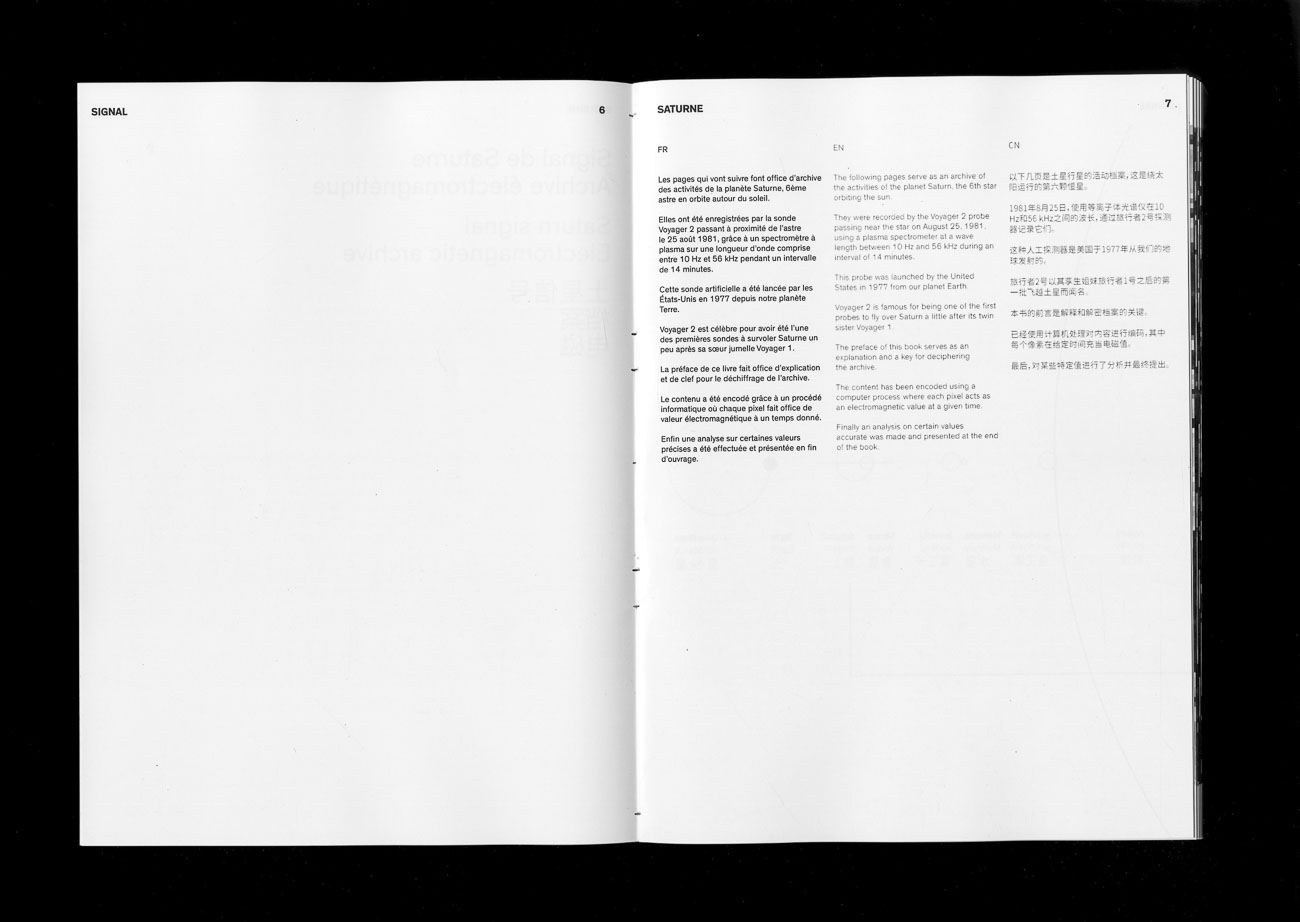 SIGNAL
6
SATURNE
7
FR
Les pages qui vont suivre font office d'archive
des activités de la planète Saturne, 6ème
astre en orbite autour du soleil.
Elles ont été enregistrées par la sonde
Voyager 2 passant à proximité de l'astre
le 25 août 1981, grâce à un spectromètre à
plasma sur une longueur d'onde comprise
entre 10 Hz et 56 kHz pendant un intervalle
de 14 minutes.
Cette sonde artificielle a été lancée par les
États-Unis en 1977 depuis notre planète
Terre.
Voyager 2 est célèbre pour avoir été l'une
des premières sondes à survoler Saturne un
peu après sa sœur jumelle Voyager 1.
La préface de ce livre fait office d'explication
et de clef pour le déchiffrage de l'archive.
Le contenu a été encodé grâce à un procédé
informatique où chaque pixel fait office de
valeur électromagnétique à un temps donné.
Enfin une analyse sur certaines valeurs
précises a été effectuée et présentée en fin
d'ouvrage.
EN
The following pages serve as an archive of
the activities of the planet Saturn, the 6th star
orbiting the sun.
They were recorded by the Voyager 2 probe
passing near the star on August 25, 1981,
using a plasma spectrometer at a wave
length between 10 Hz and 56 kHz during an
interval of 14 minutes.
This probe was launched by the United
States in 1977 from our planet Earth.
Voyager 2 is famous for being one of the first
probes to fly over Saturn a little after its twin
sister Voyager 1.
The preface of this book serves as an
explanation and a key for deciphering
the archive.
The content has been encoded using a
computer process where each pixel acts as
an electromagnetic value at a given time.
Finally an analysis on certain values
accurate was made and presented at the end
of the book.
CN
以下几页是土星行星的活动档案,这是绕太
阳运行的第六颗恒星。
1981年8月25日,使用等离子体光谱仪在10
Hz和56 kHz之间的波长,通过旅行者2号探测
器记录它们。
这种人工探测器是美国于1977年从我们的地
球发射的。
旅行者2号以其孪生姐妹旅行者1号之后的第
一批飞越土星而闻名。
本书的前言是解释和解密档案的关键。
已经使用计算机处理对内容进行编码,其中
每个像素在给定时间充当电磁值。
最后,对某些特定值进行了分析并最终提出。